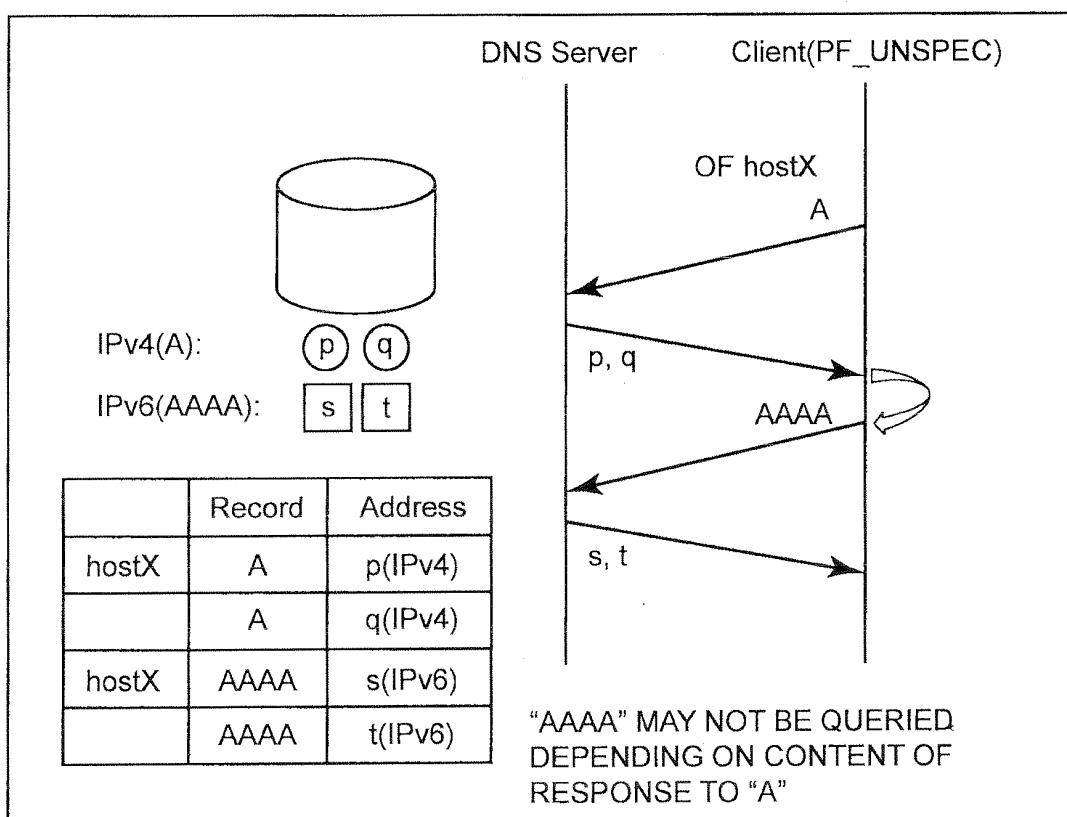 DNS Server Client(PF_UNSPEC)
OF hostX
A
p, q
AAAA
s, t
IPv4(A): p q
IPv6(AAAA): s t
Record Address
hostX A p(IPv4)
A q(IPv4)
hostX AAAA s(IPv6)
AAAA t(IPv6)
“AAAA” MAY NOT BE QUERIED
DEPENDING ON CONTENT OF
RESPONSE TO “A”